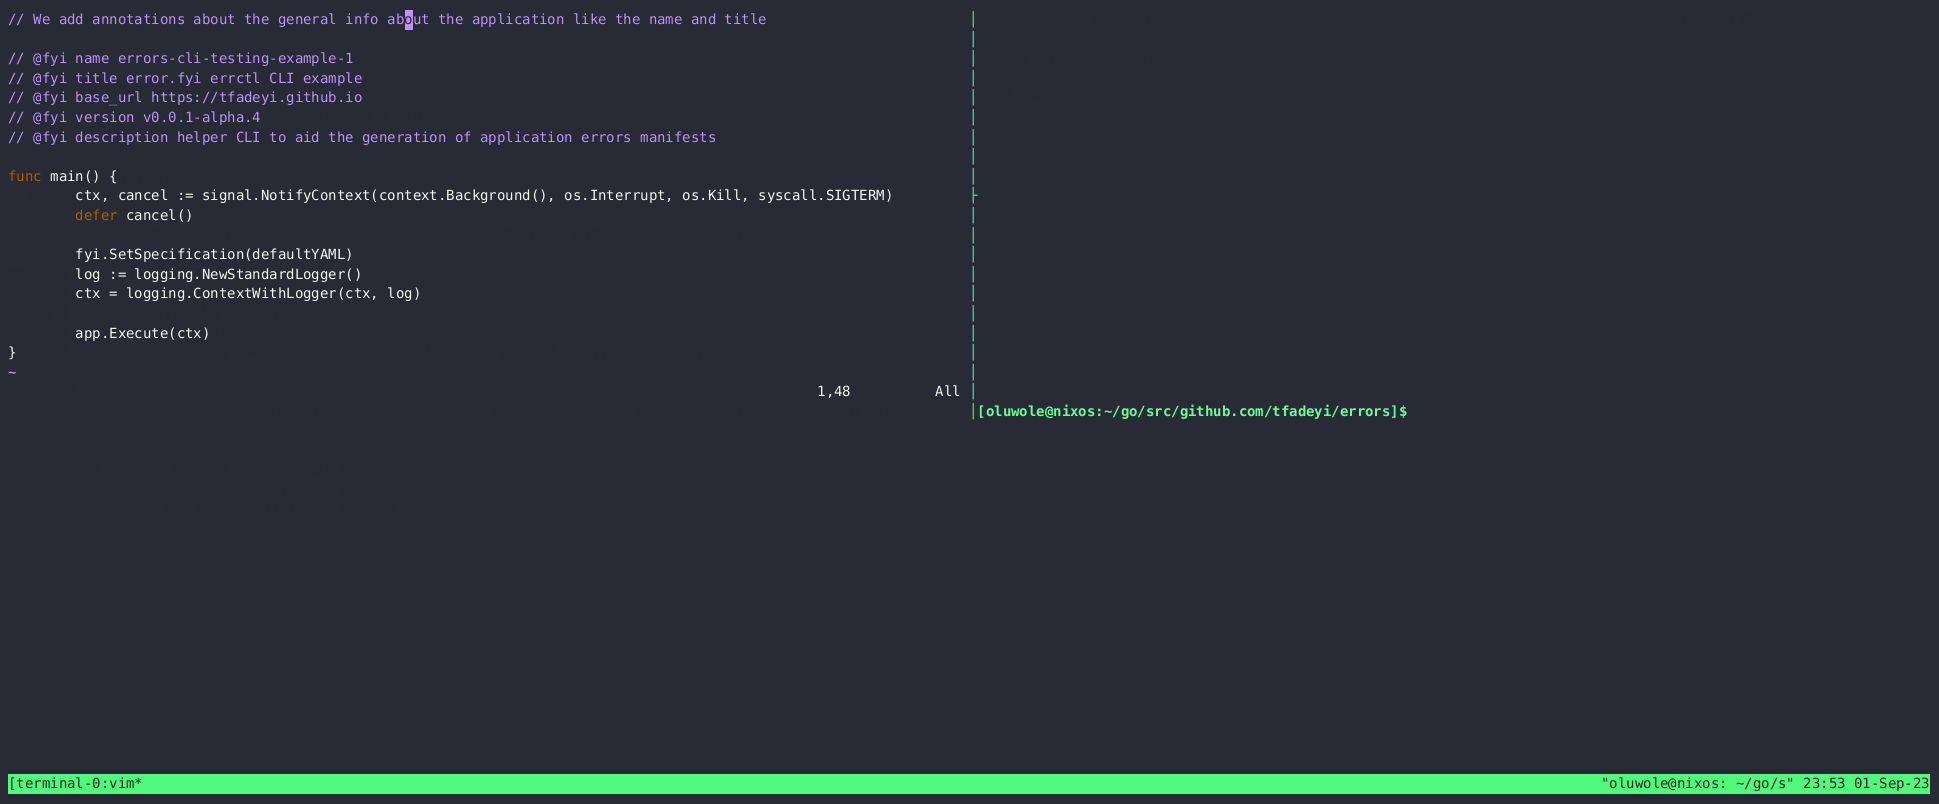 // We add annotations about the general info about the application like the name and title
// @fyi name errors-cli-testing-example-1
// @fyi title error.fyi errctl CLI example
// @fyi base_url https://tfadeyi.github.io
// @fyi version v0.0.1-alpha.4
// @fyi description helper CLI to aid the generation of application errors manifests
func main() {
        ctx, cancel := signal.NotifyContext(context.Background(), os.Interrupt, os.Kill, syscall.SIGTERM)
        defer cancel()
        fyi.SetSpecification(defaultYAML)
        log := logging.NewStandardLogger()
        ctx = logging.ContextWithLogger(ctx, log)
        app.Execute(ctx)
}
~
1,48          All
[oluwole@nixos:~/go/src/github.com/tfadeyi/errors]$
[terminal-0:vim*
"oluwole@nixos: ~/go/s" 23:53 01-Sep-23